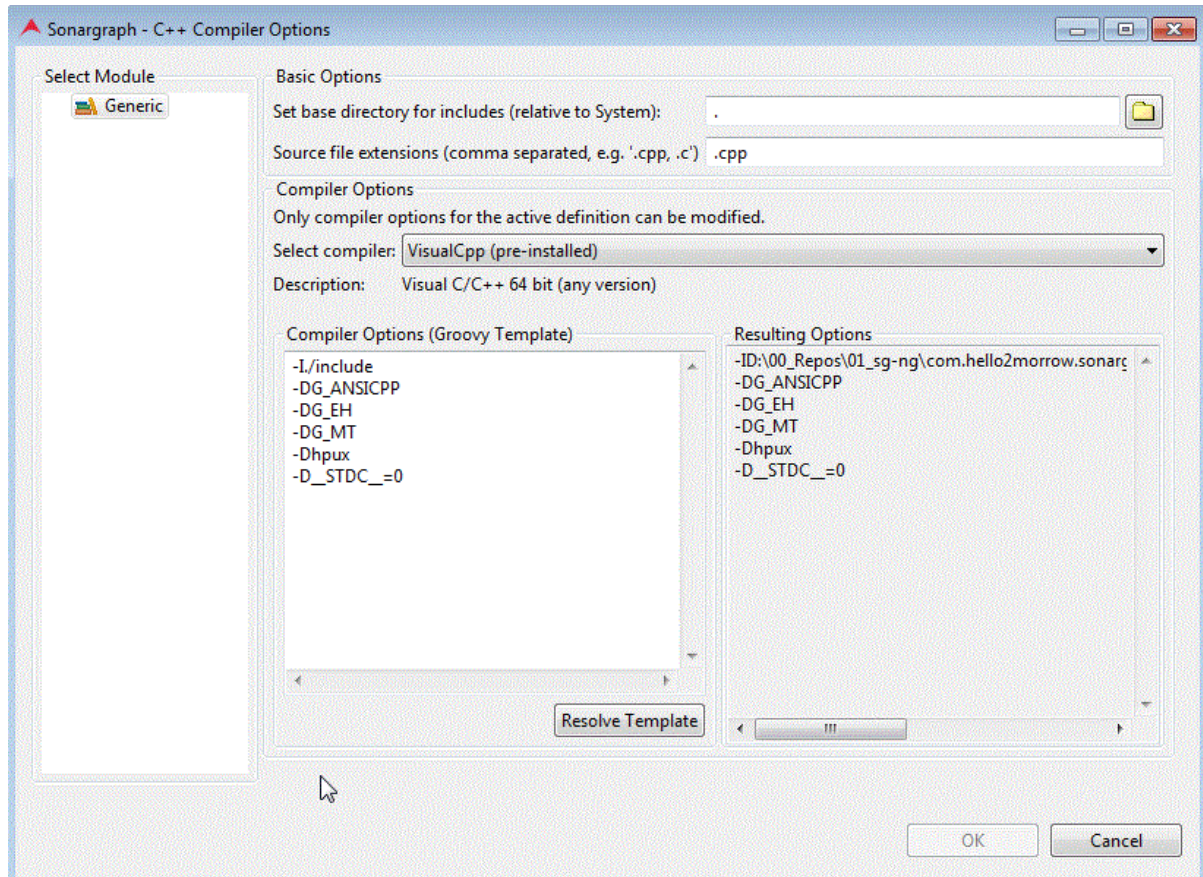 Sonargraph - C++ Compiler Options
Select Module
Generic
Basic Options
Set base directory for includes (relative to System):
.
Source file extensions (comma separated, e.g. '.cpp, .c')
.cpp
Compiler Options
Only compiler options for the active definition can be modified.
Select compiler:
VisualCpp (pre-installed)
Description:
Visual C/C++ 64 bit (any version)
Compiler Options (Groovy Template)
-I./include
-DG_ANSICPP
-DG_EH
-DG_MT
-Dhpux
-D__STDC__=0
Resolve Template
Resulting Options
-ID:\00_Repos\01_sg-ng\com.hello2morrow.sonarg
-DG_ANSICPP
-DG_EH
-DG_MT
-Dhpux
-D__STDC__=0
OK
Cancel